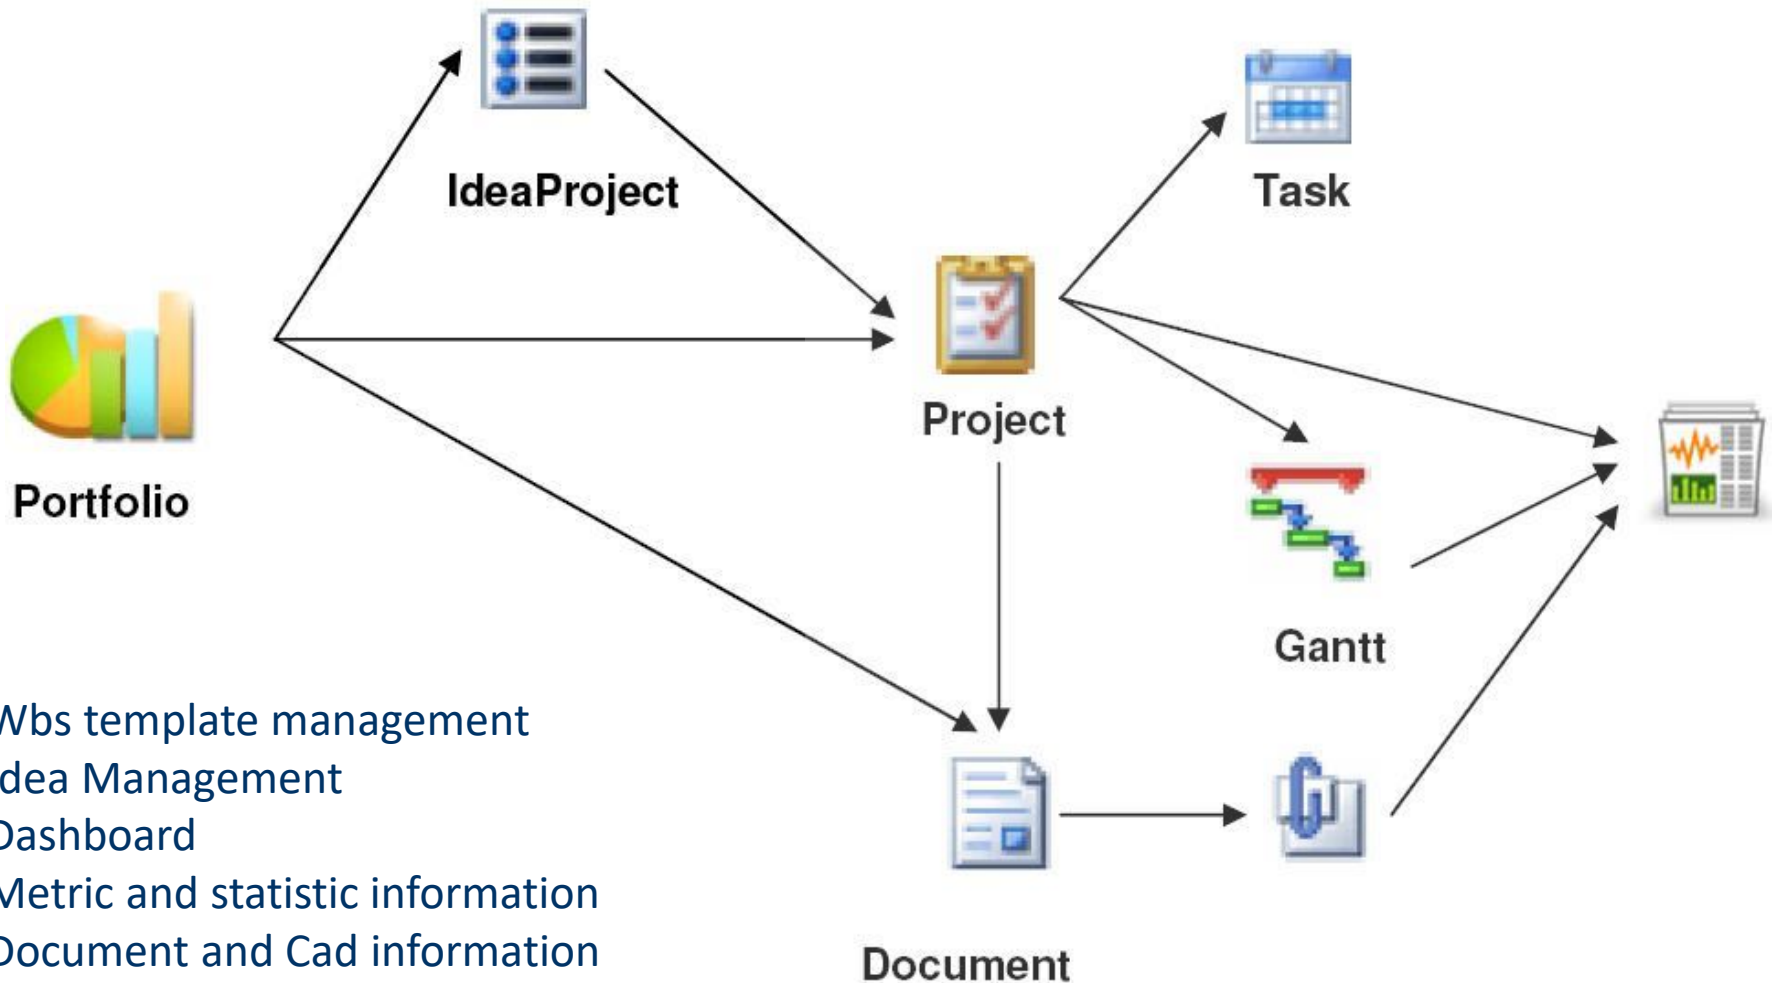 IdeaProject
Task
Project
Portfolio
Gantt
Wbs template management
Idea Management
Dashboard
Metric and statistic information
Document and Cad information
Document